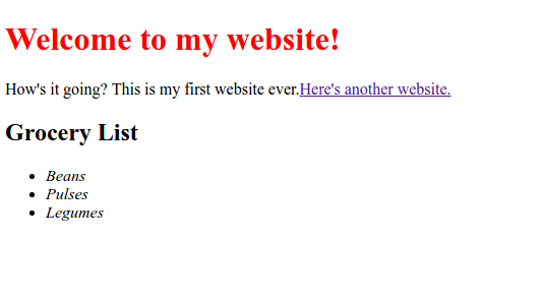 Welcome to my website!
How's it going? This is my first website ever.Here's another website.
Grocery List
Beans
Pulses
Legumes